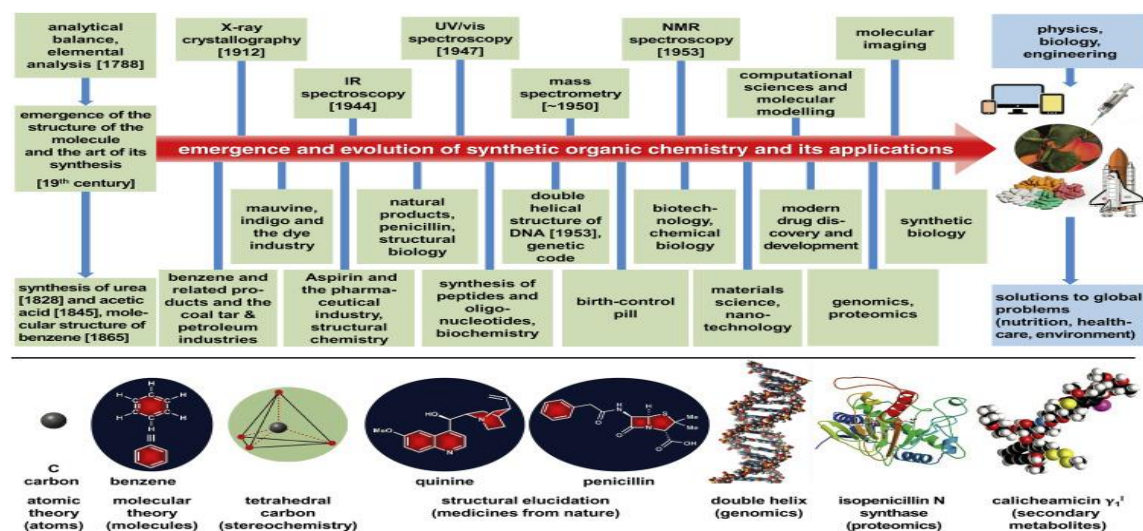 analytical
balance,
elemental
analysis [1788]
X-ray
crystallography
[1912]
UV/vis
spectroscopy
[1947]
NMR
spectroscopy
[1953]
molecular
imaging
physics,
biology,
engineering
IR
spectroscopy
[1944]
mass
spectrometry
[~1950]
computational
sciences and
molecular
modelling
emergence of the
structure of the
molecule
and the art of its
synthesis
[19th century]
emergence and evolution of synthetic organic chemistry and its applications
mauvine,
indigo and
the dye
industry
natural
products,
penicillin,
structural
biology
double
helical
structure of
DNA [1953],
genetic
code
biotech-
nology,
chemical
biology
modern
drug dis-
covery and
development
synthetic
biology
synthesis of urea
[1828] and acetic
acid [1845], mole-
cular structure of
benzene [1865]
benzene and
related pro-
ducts and the
coal tar &
petroleum
industries
Aspirin and
the pharma-
ceutical
industry,
structural
chemistry
synthesis of
peptides and
oligo-
nucleotides,
biochemistry
birth-control
pill
materials
science,
nano-
technology
genomics,
proteomics
solutions to global
problems
(nutrition, health-
care, environment)
H
H
H
H
H
H
HO
MeO
N
N
H
N
H
S
O
O
N
Me
Me
CO2H
C
carbon
benzene
quinine
penicillin
atomic
theory
(atoms)
molecular
theory
(molecules)
tetrahedral
carbon
(stereochemistry)
structural elucidation
(medicines from nature)
double helix
(genomics)
isopenicillin N
synthase
(proteomics)
calicheamicin γ1I
(secondary
metabolites)